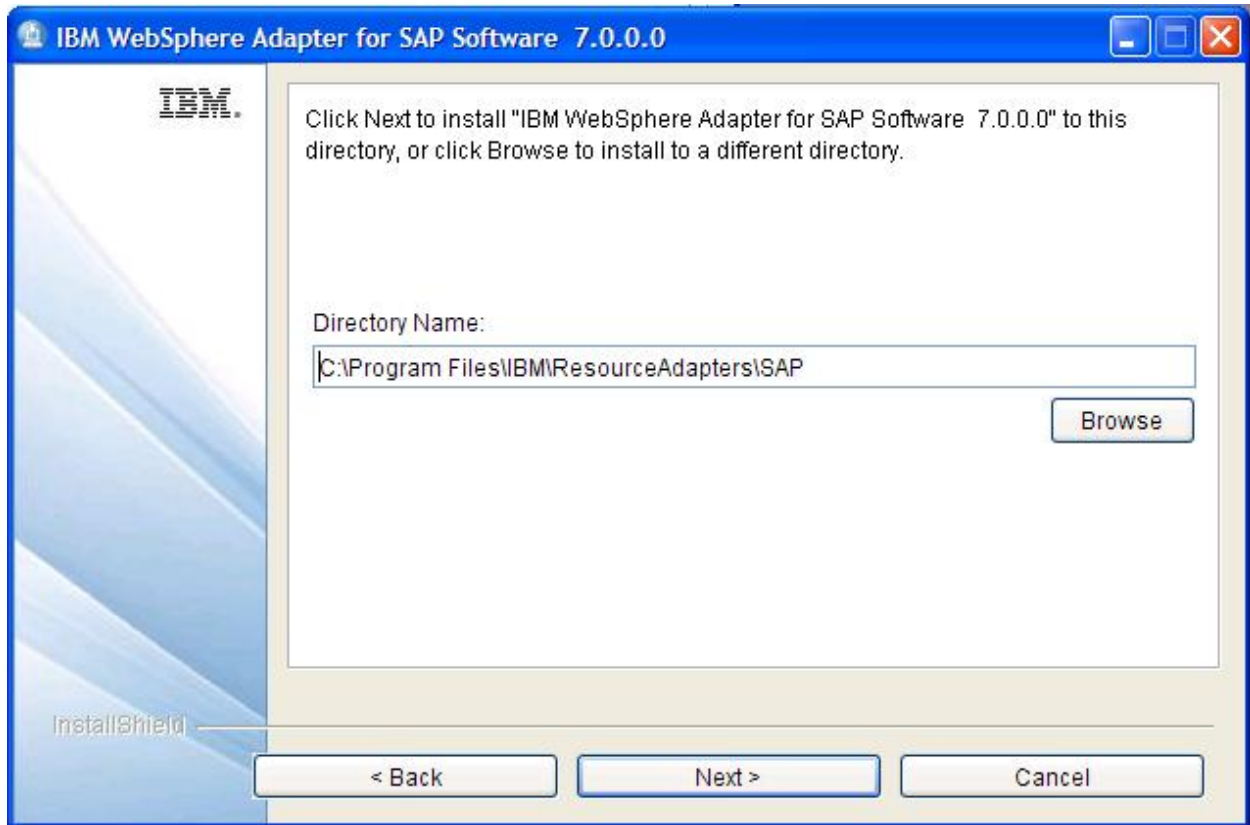 IBM WebSphere Adapter for SAP Software  7.0.0.0
IBM.
Click Next to install "IBM WebSphere Adapter for SAP Software  7.0.0.0" to this
directory, or click Browse to install to a different directory.
Directory Name:
C:\Program Files\IBM\ResourceAdapters\SAP
Browse
InstallShield
< Back
Next >
Cancel